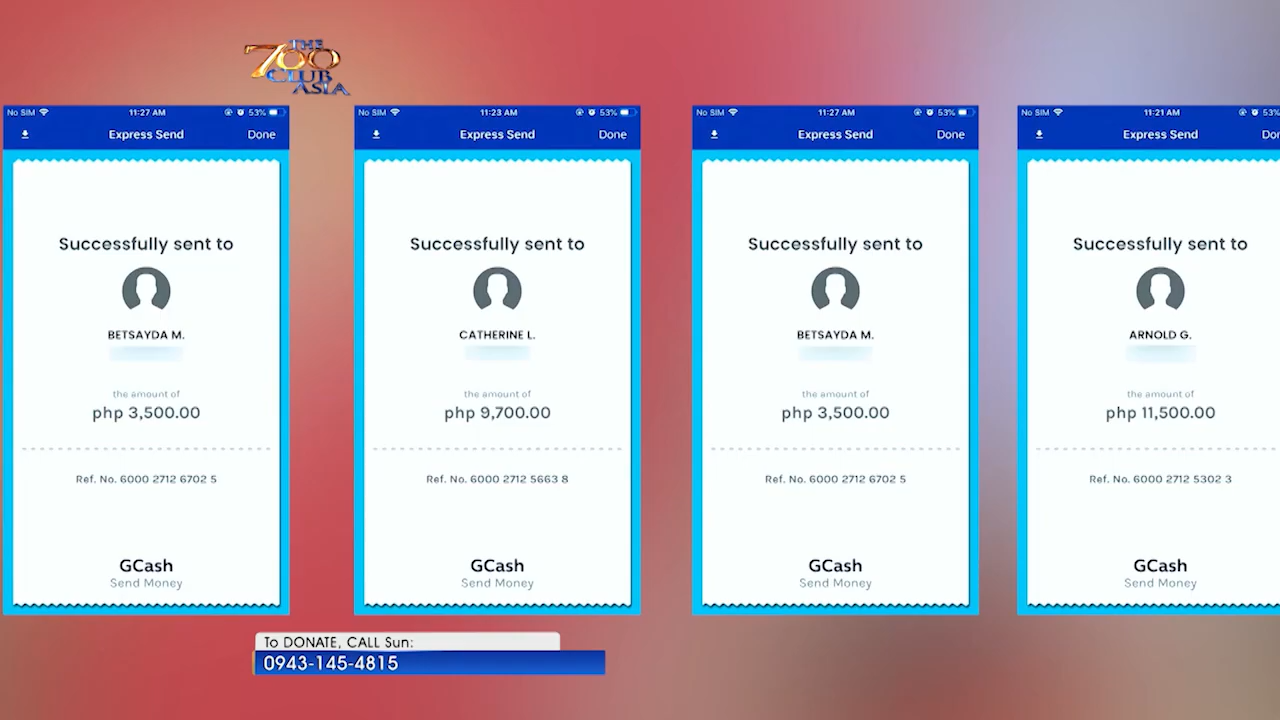 THE
700
CLUB
ASIA
No SIM 11:27 AM 53%
Express Send Done
Successfully sent to
BETSAYDA M.
the amount of
php 3,500.00
Ref. No. 6000 2712 6702 5
GCash
Send Money
No SIM 11:23 AM 53%
Express Send Done
Successfully sent to
CATHERINE L.
the amount of
php 9,700.00
Ref. No. 6000 2712 5663 8
GCash
Send Money
No SIM 11:27 AM 53%
Express Send Done
Successfully sent to
BETSAYDA M.
the amount of
php 3,500.00
Ref. No. 6000 2712 6702 5
GCash
Send Money
No SIM 11:21 AM 53%
Express Send
Successfully sent to
ARNOLD G.
the amount of
php 11,500.00
Ref. No. 6000 2712 5302 3
GCash
Send Money
To DONATE, CALL Sun:
0943-145-4815